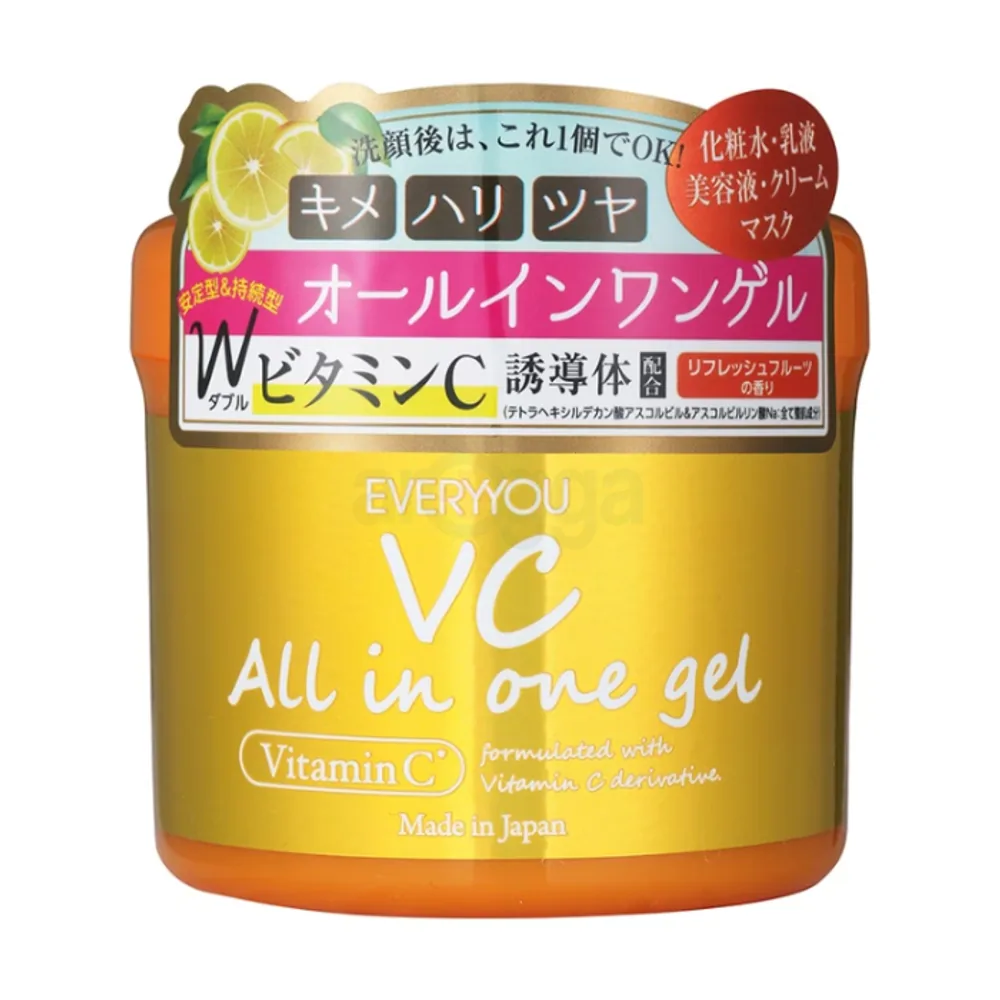 洗顔後は、これ1個でOK!
化粧水・乳液
美容液・クリーム
マスク
キメ ハリ ツヤ
オールインワンゲル
安定型&持続型
W
ダブル
ビタミンC 誘導体 配合
リフレッシュフルーツ
の香り
(テトラヘキシルデカン酸アスコルビル&アスコルビルリン酸Na:全て整肌成分)
EVERYYOU
arogga
VC
All in one gel
Vitamin C*
formulated with
Vitamin C derivative.
Made in Japan